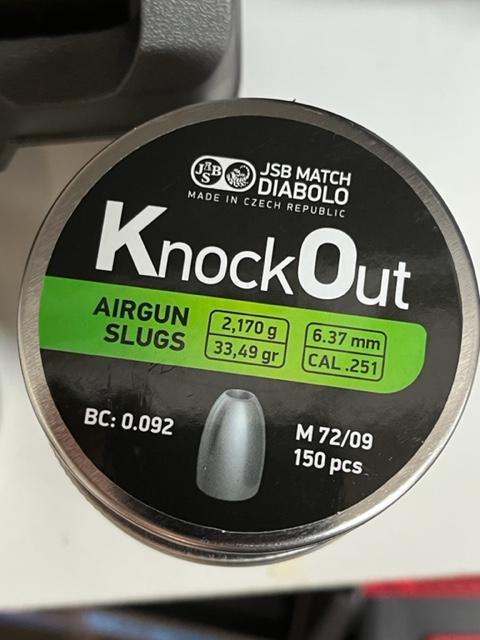 JSB
JSB MATCH
DIABOLO
MADE IN CZECH REPUBLIC
KnockOut
AIRGUN
SLUGS
2,170 g
33,49 gr
6.37 mm
CAL .251
BC: 0.092
M 72/09
150 pcs